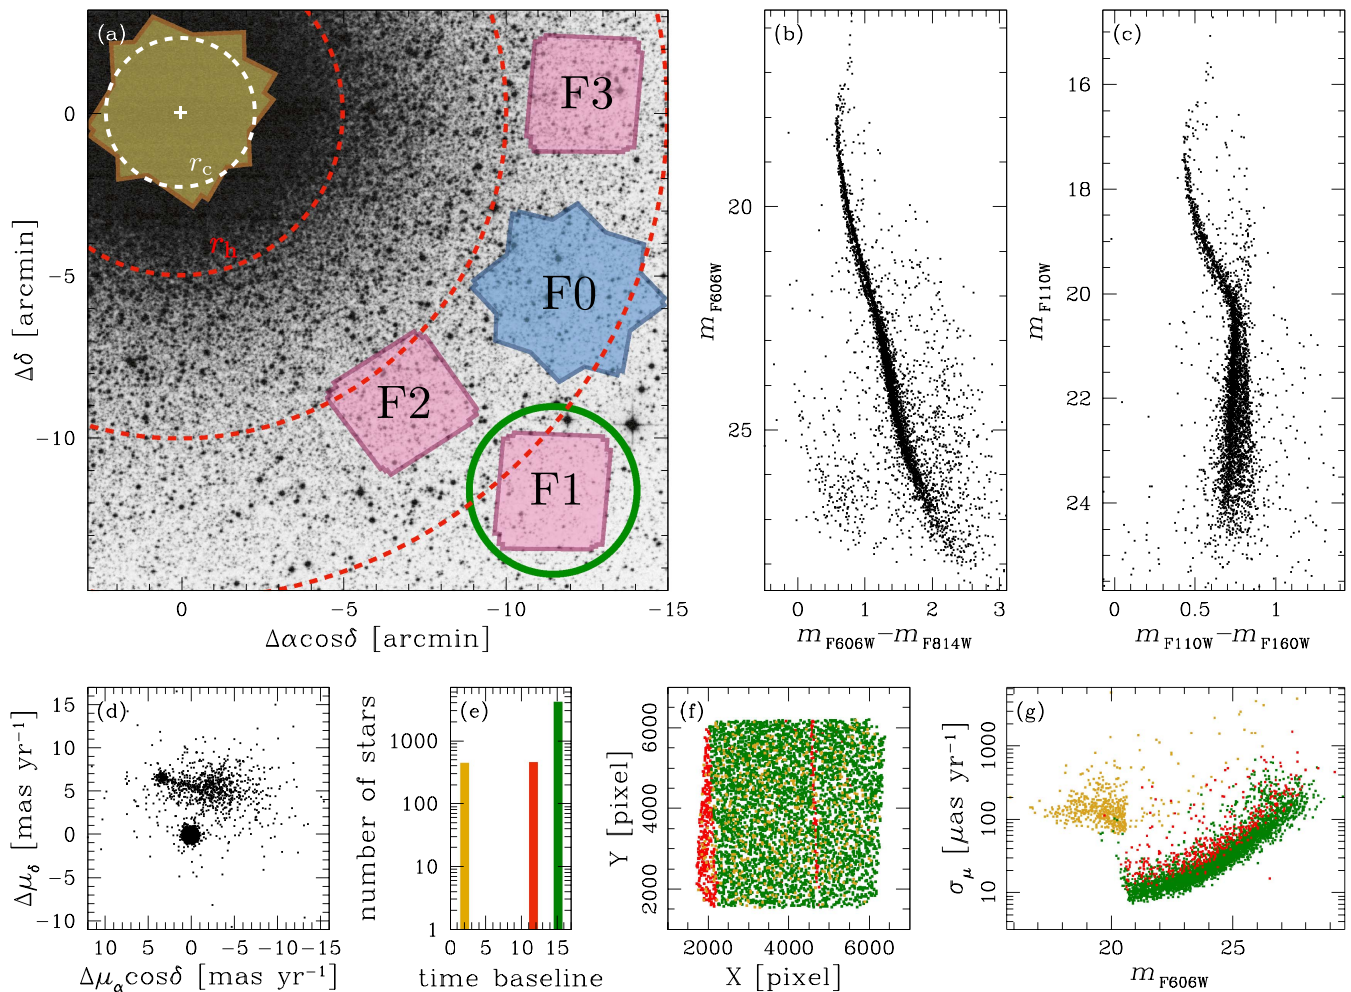 (a)
r_c
r_h
F3
F0
F2
F1
0
−5
−10
Δδ [arcmin]
0
−5
−10
−15
Δαcosδ [arcmin]
(b)
20
25
m_F606W
0
1
2
3
m_F606W−m_F814W
(c)
16
18
20
22
24
m_F110W
0
0.5
1
m_F110W−m_F160W
(d)
15
10
5
0
−5
−10
Δμ_δ [mas yr⁻¹]
10
5
0
−5
−10
−15
Δμ_αcosδ [mas yr⁻¹]
(e)
1000
100
10
1
number of stars
0
5
10
15
time baseline
(f)
6000
4000
2000
Y [pixel]
2000
4000
6000
X [pixel]
(g)
1000
100
10
σ_μ [μas yr⁻¹]
20
25
m_F606W